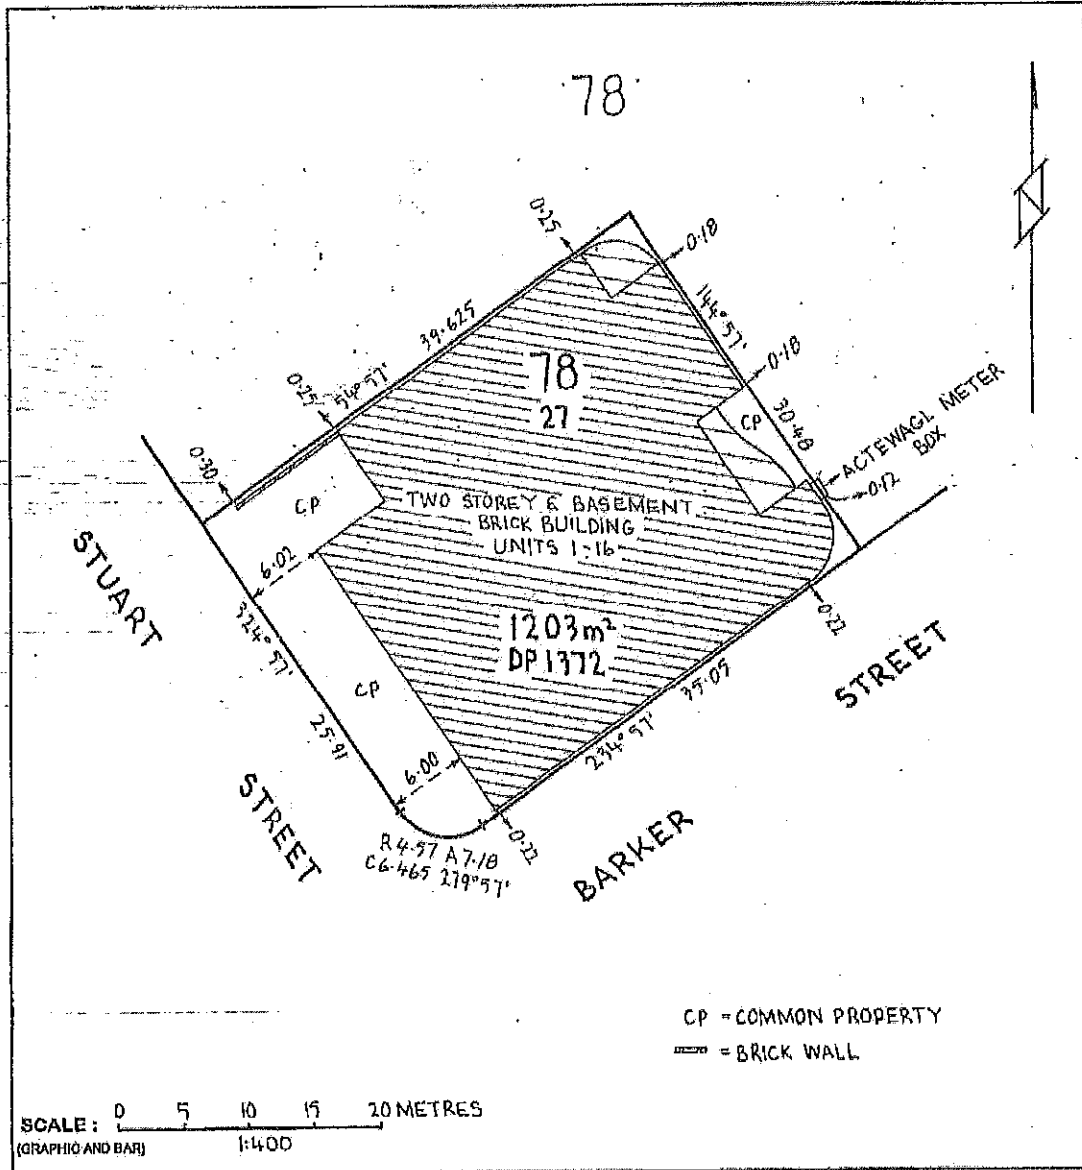 78
0.25
0.18
39.625
144°57'
0.25
54°57'
78
27
0.18
30.48
CP
ACTEWAGL METER
BOX
0.12
0.30
CP
TWO STOREY & BASEMENT
BRICK BUILDING
UNITS 1-16
STUART
6.02
324°57'
1203m²
DP 1372
0.22
STREET
CP
35.05
25.91
234°57'
STREET
6.00
0.22
BARKER
R 4.57 A 7.18
C 6.465 279°57'
CP = COMMON PROPERTY
= BRICK WALL
0 5 10 15 20 METRES
SCALE:
(GRAPHIC AND BAR)
1:400